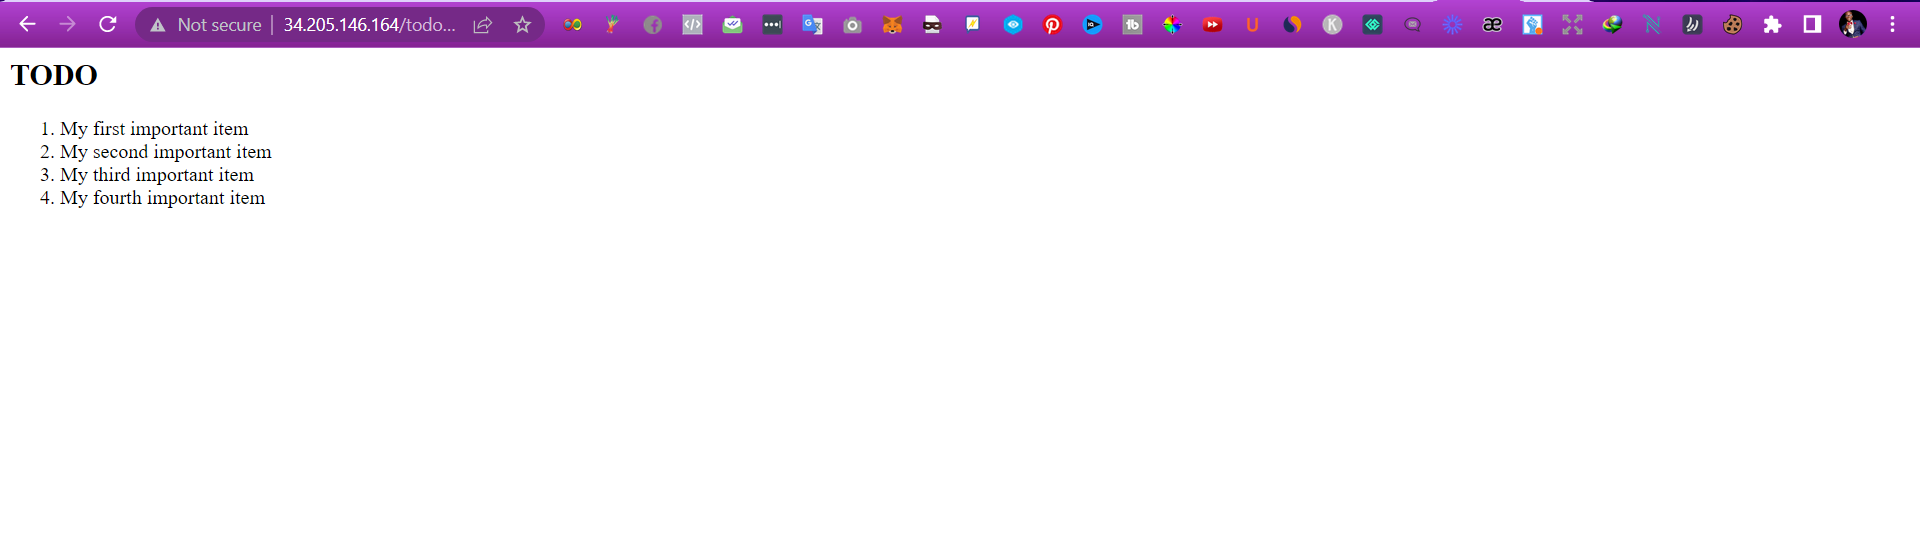 Not secure | 34.205.146.164/todo...
TODO
1. My first important item
2. My second important item
3. My third important item
4. My fourth important item